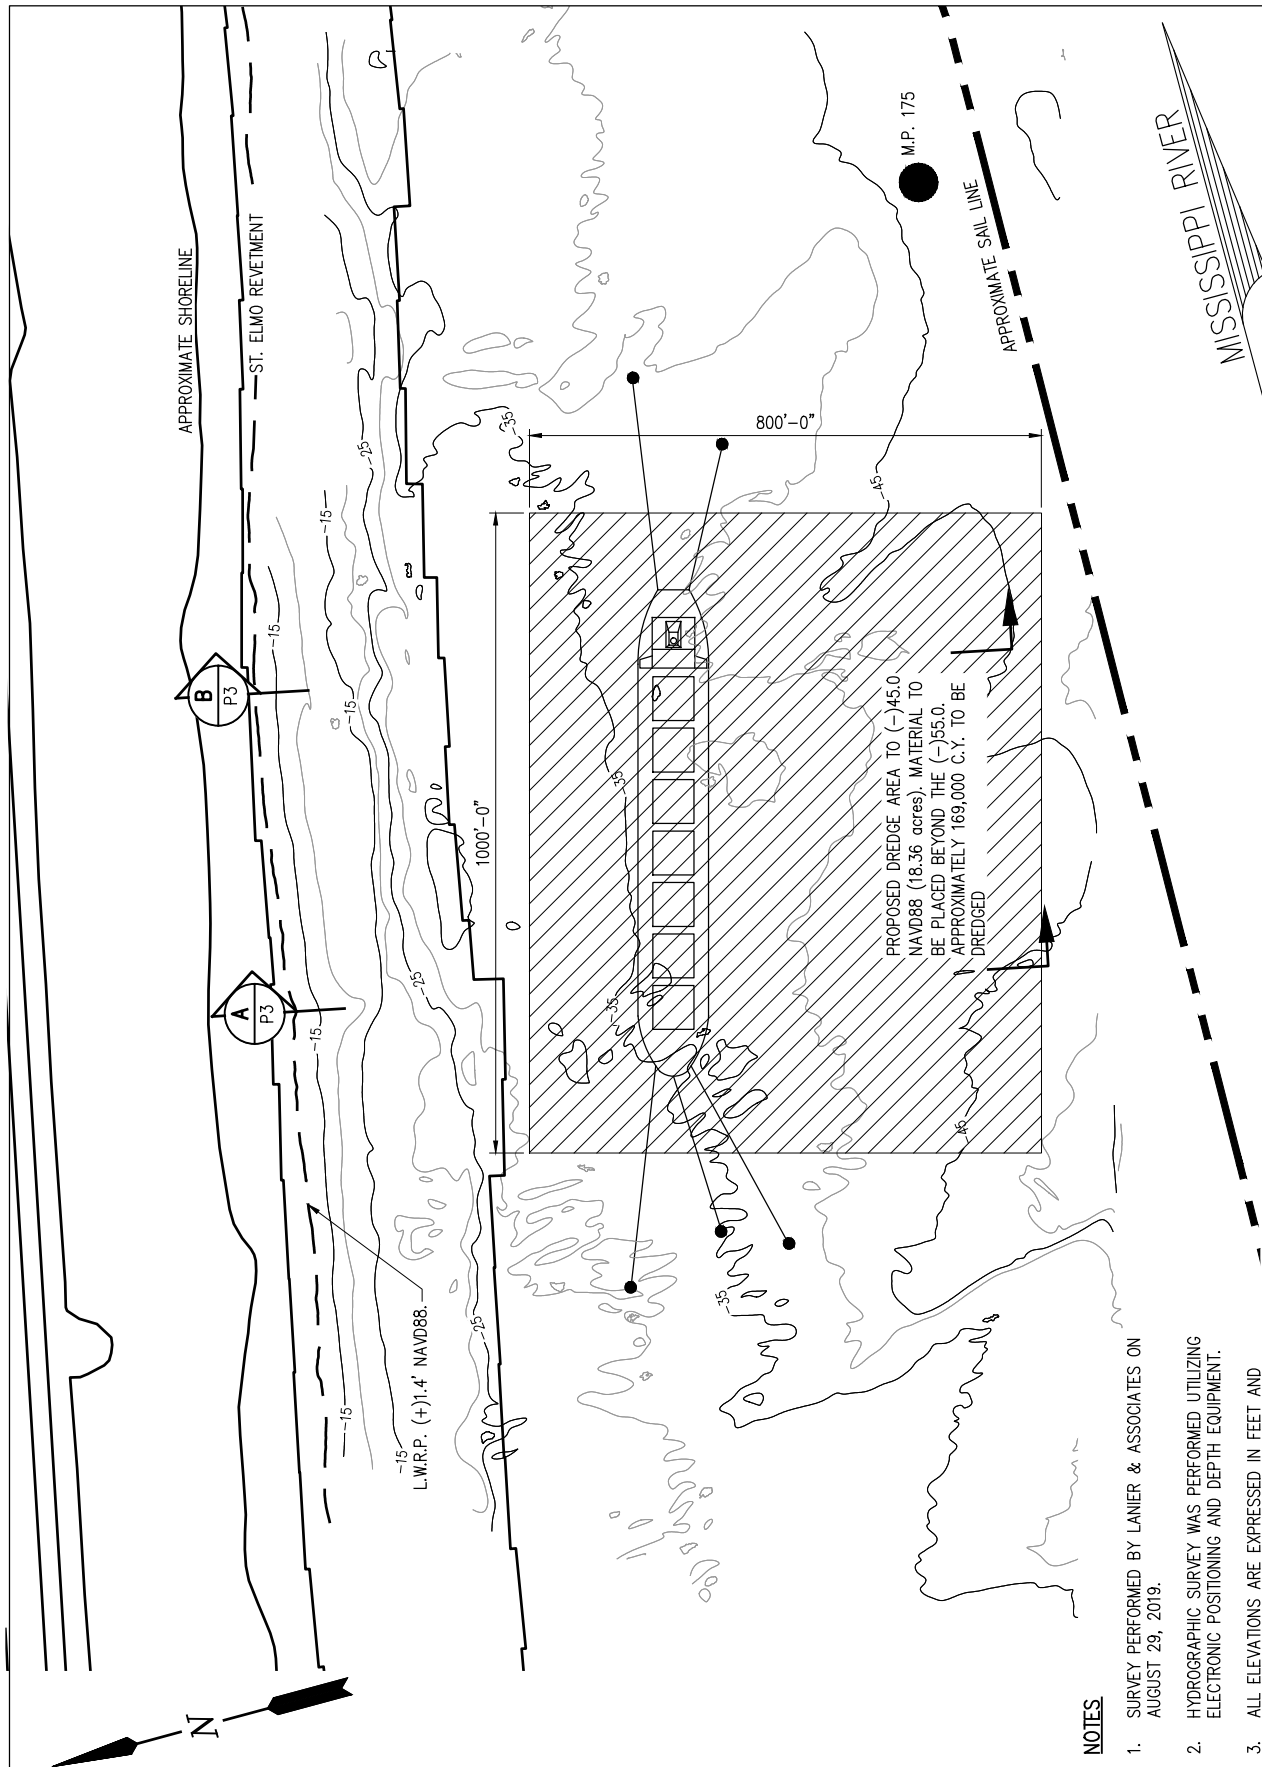 APPROXIMATE SHORELINE
ST. ELMO REVETMENT
-15
-15
-15
-15
-15
-15
-25
-25
-25
L.W.R.P. (+)1.4' NAVD88.
A
P3
B
P3
1000'-0"
800'-0"
-35
-35
-35
-35
-45
-45
PROPOSED DREDGE AREA TO (-)45.0
NAVD88 (18.36 acres). MATERIAL TO
BE PLACED BEYOND THE (-)55.0.
APPROXIMATELY 169,000 C.Y. TO BE
DREDGED
M.P. 175
APPROXIMATE SAIL LINE
MISSISSIPPI RIVER
N
NOTES
1. SURVEY PERFORMED BY LANIER & ASSOCIATES ON
AUGUST 29, 2019.
2. HYDROGRAPHIC SURVEY WAS PERFORMED UTILIZING
ELECTRONIC POSITIONING AND DEPTH EQUIPMENT.
3. ALL ELEVATIONS ARE EXPRESSED IN FEET AND